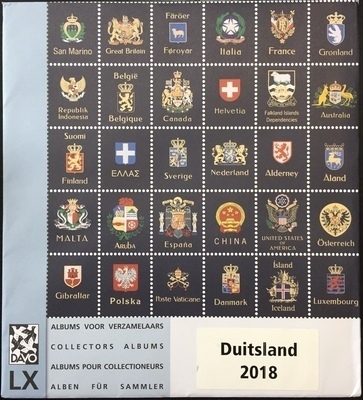 San Marino
Great Britain
Färöer
Føroyar
Italia
France
Grønland
Republik
Indonesia
België
Belgique
Canada
Helvetia
Falkland Islands
Dependencies
Australia
Suomi
Finland
ΕΛΛΑΣ
Sverige
Nederland
Alderney
Åland
MALTA
Aruba
España
CHINA
UNITED STATES
of AMERICA
Österreich
Gibraltar
Polska
Poste Vaticane
Danmark
Ísland
Iceland
Luxembourg
DAVO
LX
ALBUMS VOOR VERZAMELAARS
COLLECTORS ALBUMS
ALBUMS POUR COLLECTIONEURS
ALBEN FÜR SAMMLER
Duitsland
2018